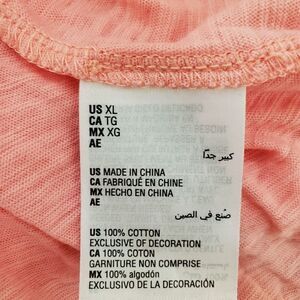 US XL
CA TG
MX XG
AE
كبير جداً
US MADE IN CHINA
CA FABRIQUÉ EN CHINE
MX HECHO EN CHINA
AE
صُنع في الصين
US 100% COTTON
EXCLUSIVE OF DECORATION
CA 100% COTON
GARNITURE NON COMPRISE
MX 100% algodón
EXCLUSIVO DE LA DECORACIÓN